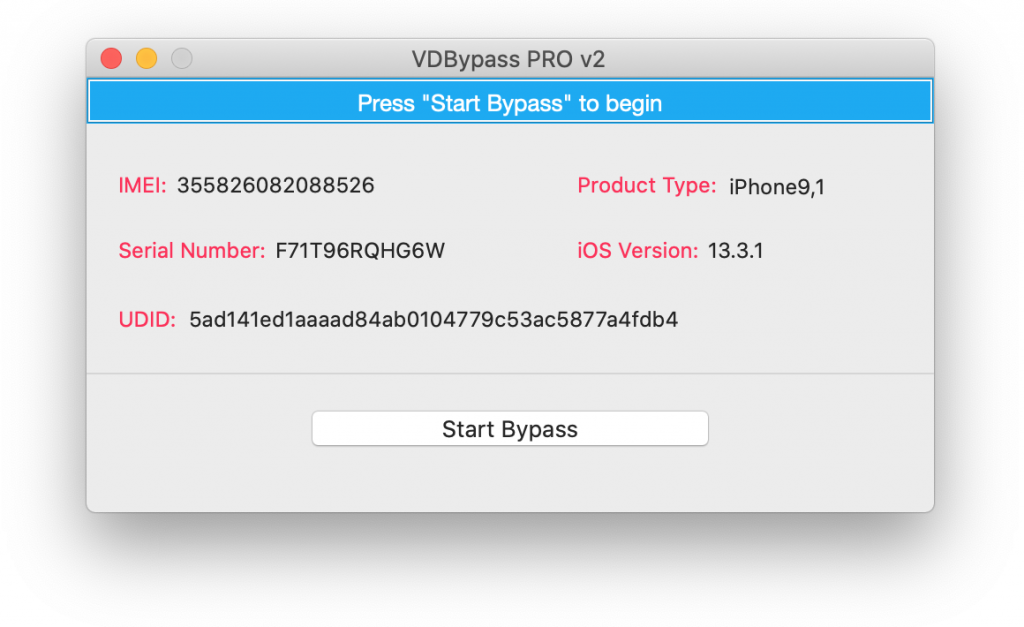 VDBypass PRO v2
Press "Start Bypass" to begin
IMEI: 355826082088526
Product Type: iPhone9,1
Serial Number: F71T96RQHG6W
iOS Version: 13.3.1
UDID: 5ad141ed1aaaad84ab0104779c53ac5877a4fdb4
Start Bypass